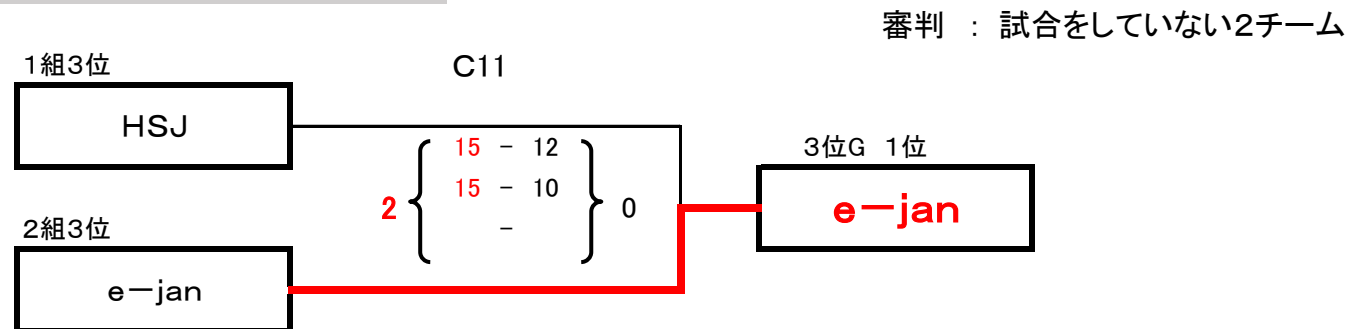 審判 ： 試合をしていない２チーム
１組３位
C11
HSJ
15 - 12
3位G 1位
15 - 10
2
0
e－jan
-
２組３位
e－jan